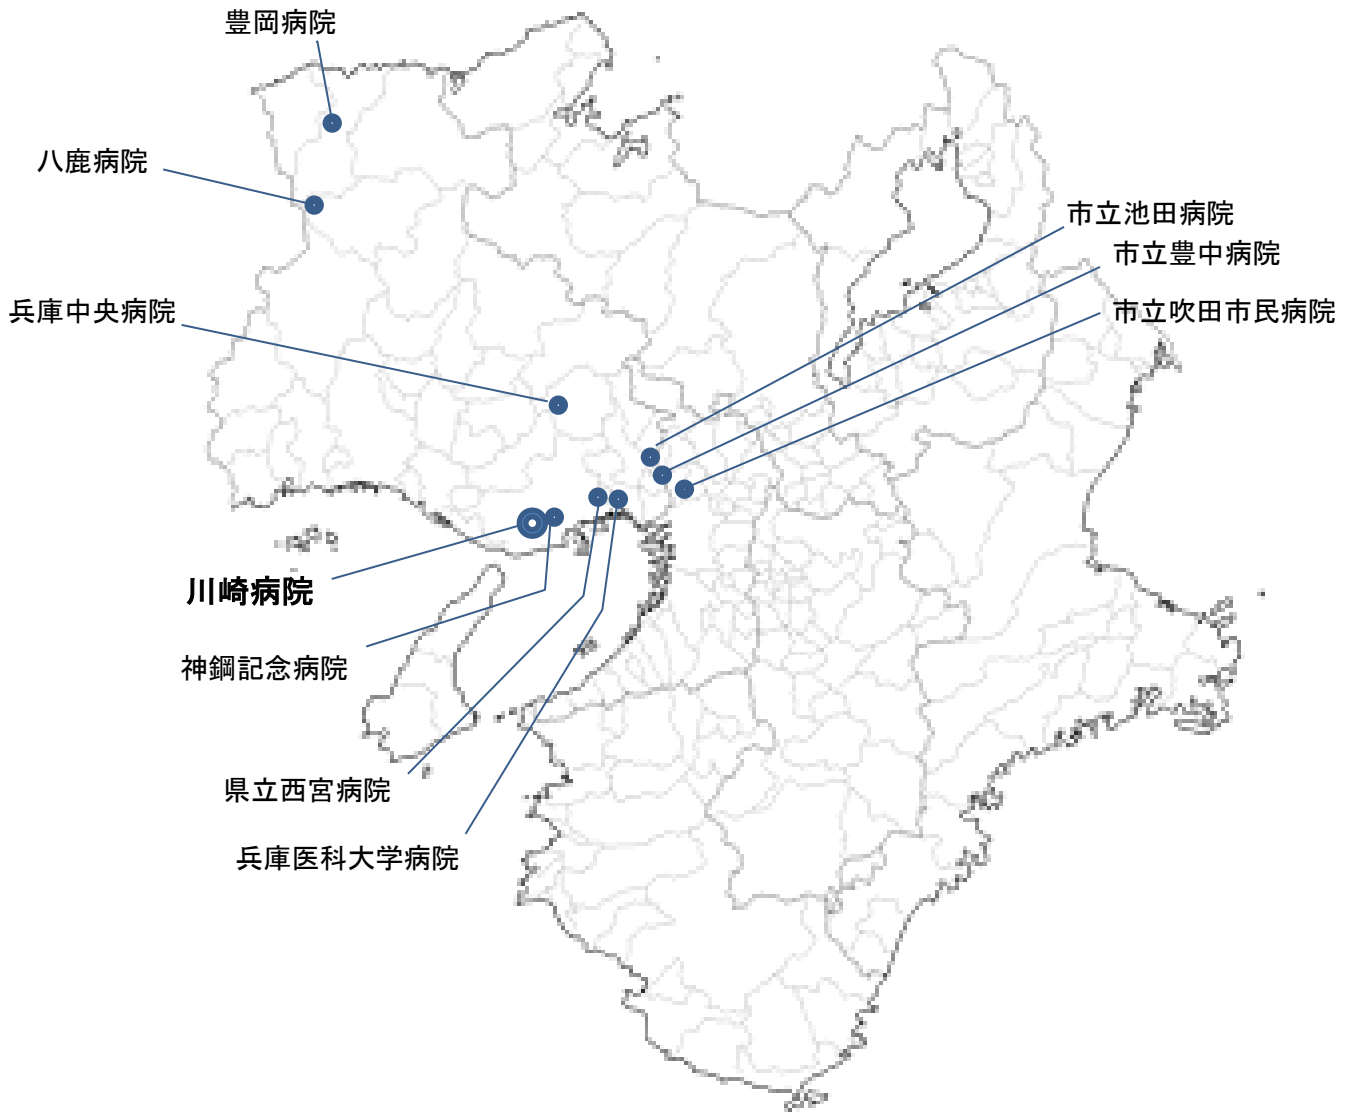 豊岡病院
八鹿病院
市立池田病院
市立豊中病院
兵庫中央病院
市立吹田市民病院
川崎病院
神鋼記念病院
県立西宮病院
兵庫医科大学病院